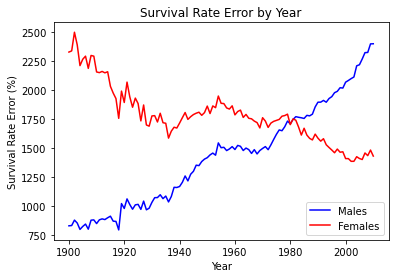 Survival Rate Error by Year
Survival Rate Error (%)
2500
2250
2000
1750
1500
1250
1000
750
1900
1920
1940
1960
1980
2000
Year
Males
Females